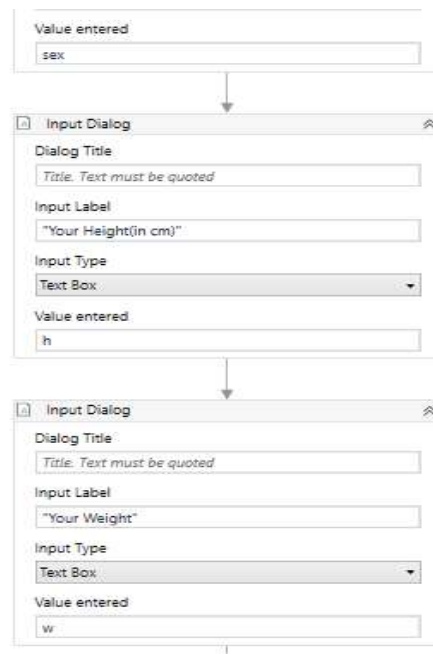 Value entered
sex
Input Dialog
Dialog Title
Title. Text must be quoted
Input Label
"Your Height(in cm)"
Input Type
Text Box
Value entered
h
Input Dialog
Dialog Title
Title. Text must be quoted
Input Label
"Your Weight"
Input Type
Text Box
Value entered
w